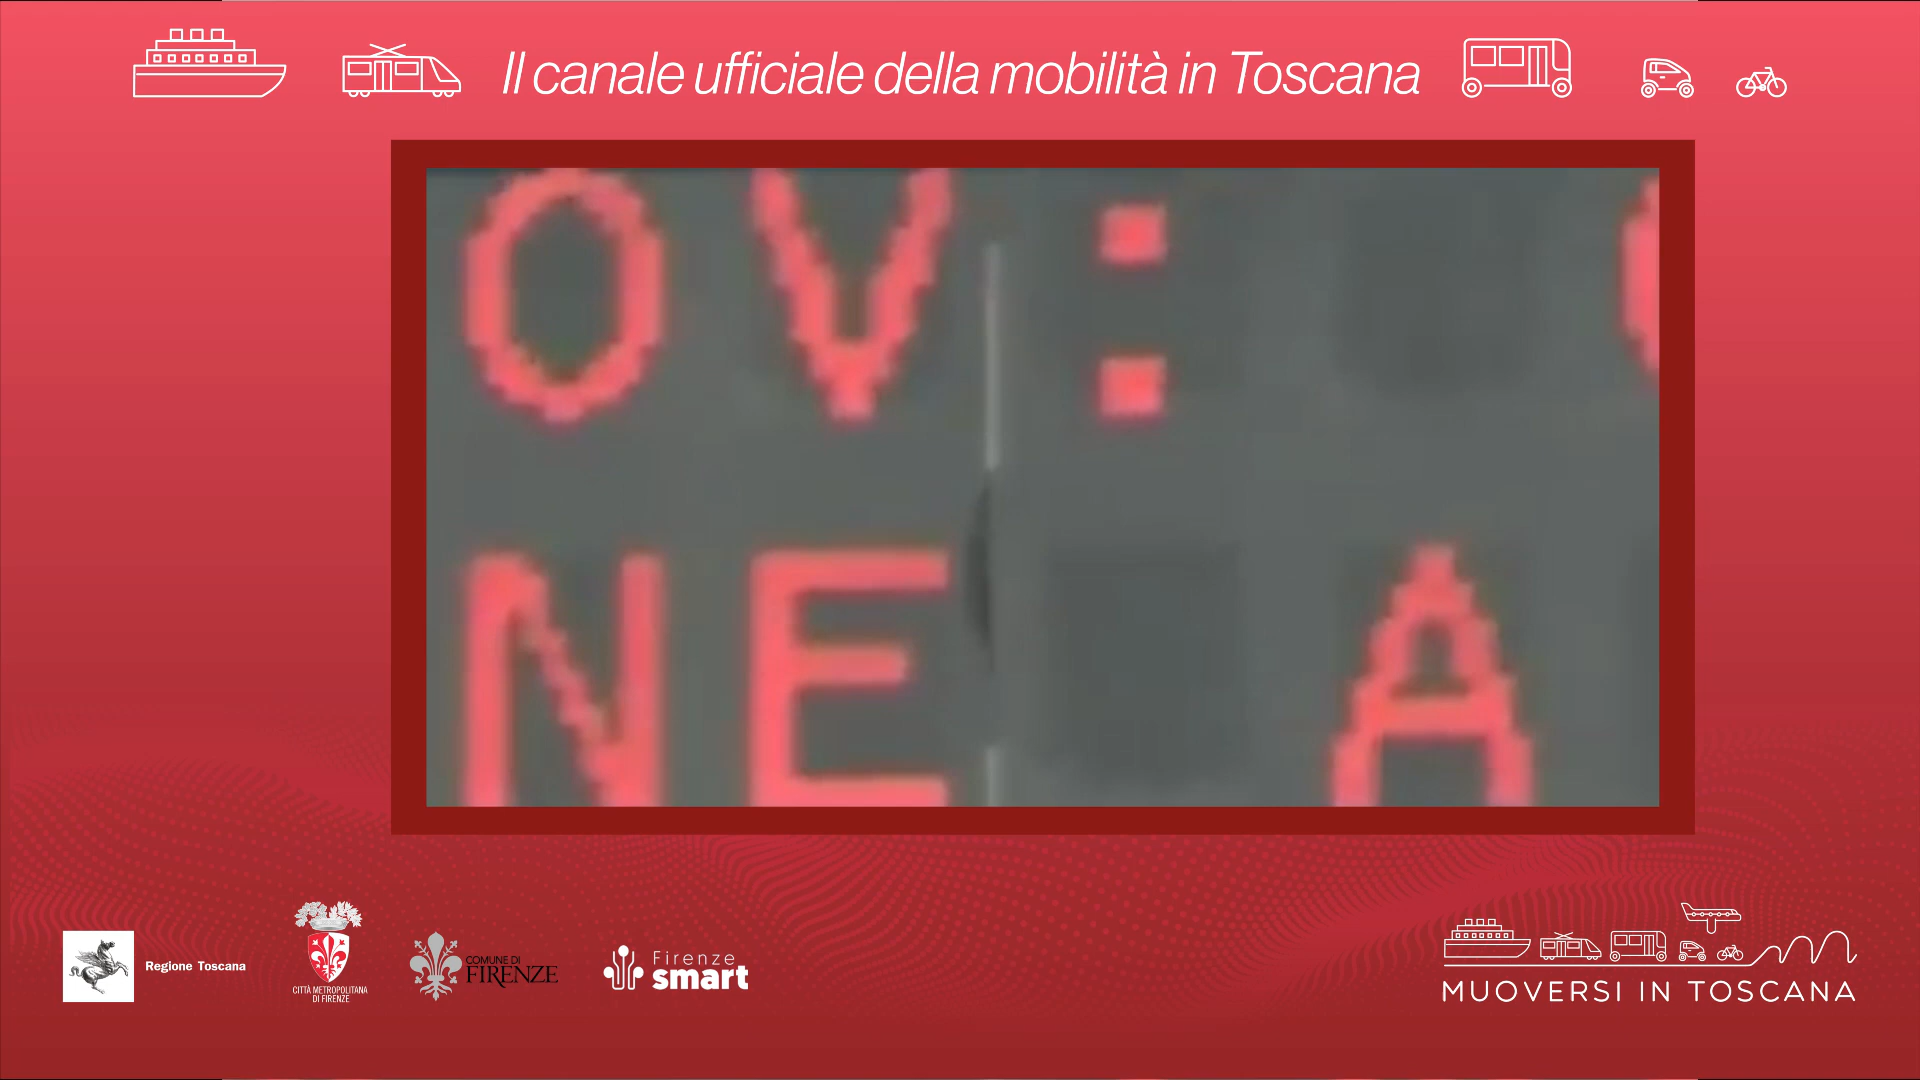 Il canale ufficiale della mobilità in Toscana
OV:
NE A
Regione Toscana
CITTÀ METROPOLITANA
DI FIRENZE
COMUNE DI
FIRENZE
Firenze
smart
MUOVERSI IN TOSCANA